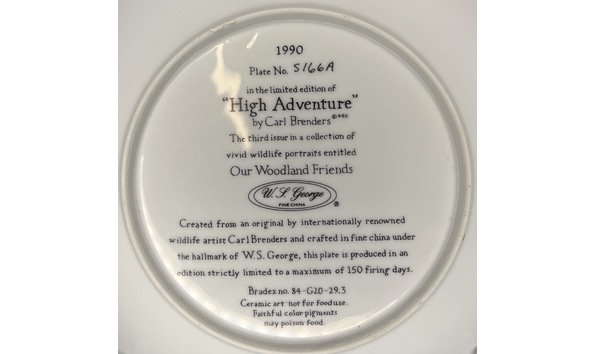 1990
Plate No. 5166A
in the limited edition of
"High Adventure"
by Carl Brenders ©1990
The third issue in a collection of
vivid wildlife portraits entitled
Our Woodland Friends
W. S. George
FINE CHINA
®
Created from an original by internationally renowned
wildlife artist Carl Brenders and crafted in fine china under
the hallmark of W. S. George, this plate is produced in an
edition strictly limited to a maximum of 150 firing days.
Bradex no. 84-G20-29.3
Ceramic art not for food use.
Faithful color pigments
may poison food.